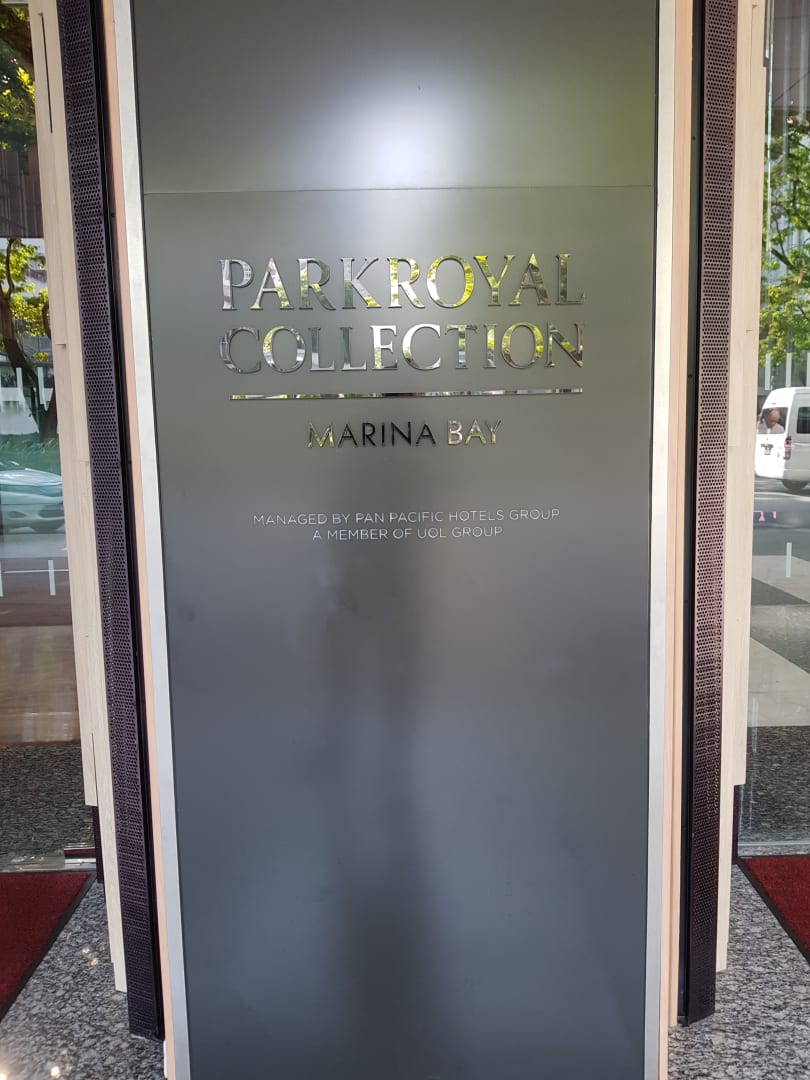 PARKROYAL
COLLECTION
MARINA BAY
MANAGED BY PAN PACIFIC HOTELS GROUP
A MEMBER OF UOL GROUP